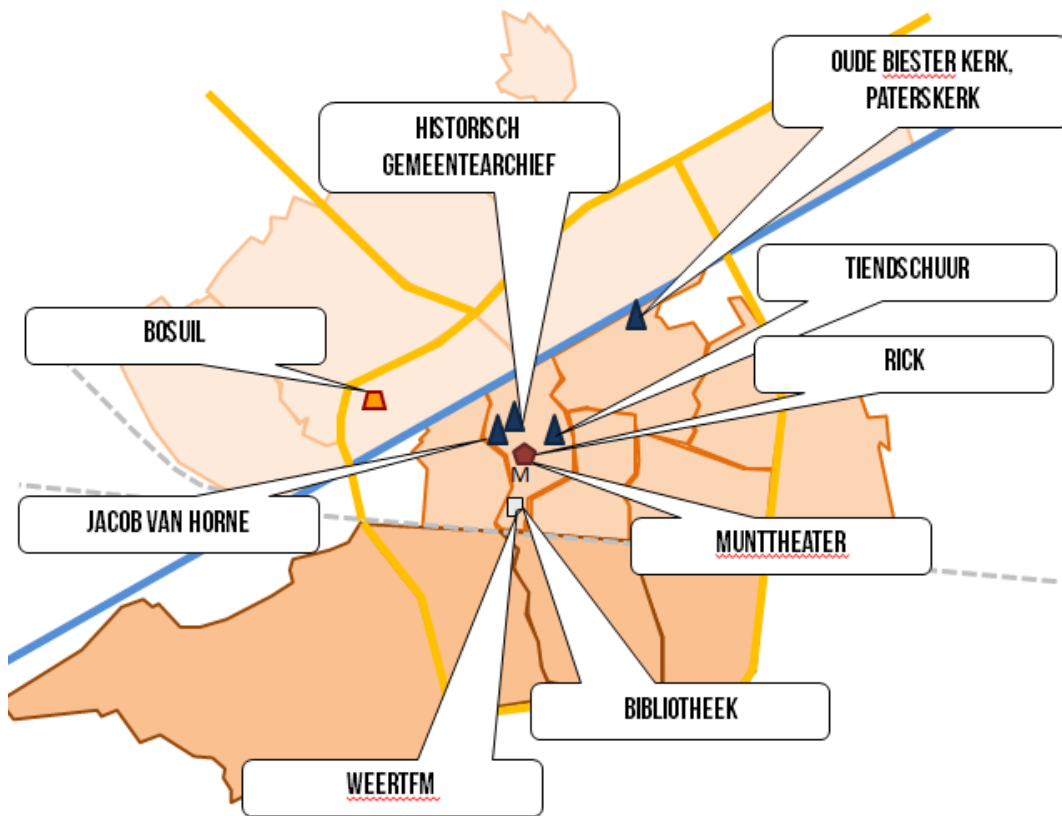 OUDE BIESTER KERK,
PATERSKERK
HISTORISCH
GEMEENTEARCHIEF
TIENDSCHUUR
BOSUIL
RICK
M
JACOB VAN HORNE
MUNTTHEATER
BIBLIOTHEEK
WEERTFM